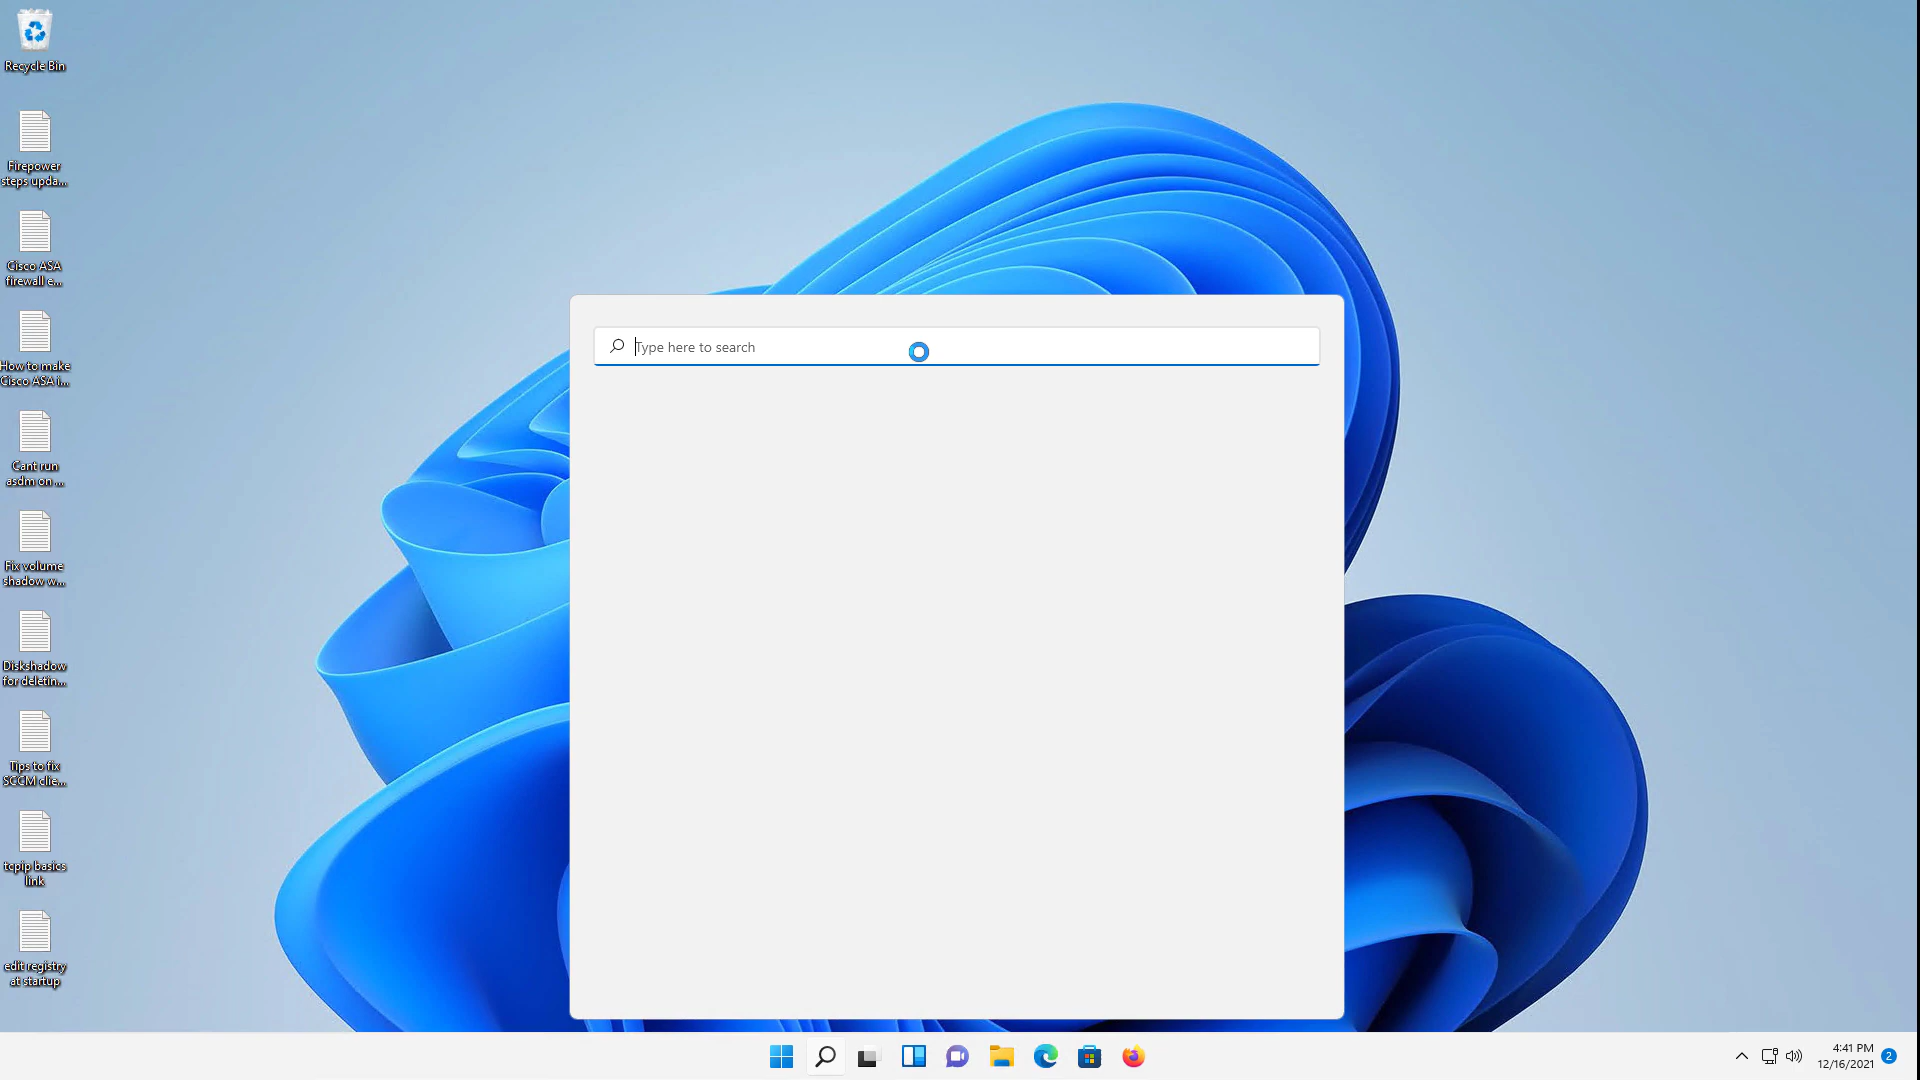 Recycle Bin
Firepower
steps upda...
Cisco ASA
firewall e...
How to make
Cisco ASA i...
Cant run
asdm on ...
Fix volume
shadow w...
Diskshadow
for deletin...
Tips to fix
SCCM clie...
tcpip basics
link
edit registry
at startup
Type here to search
4:41 PM
12/16/2021
2